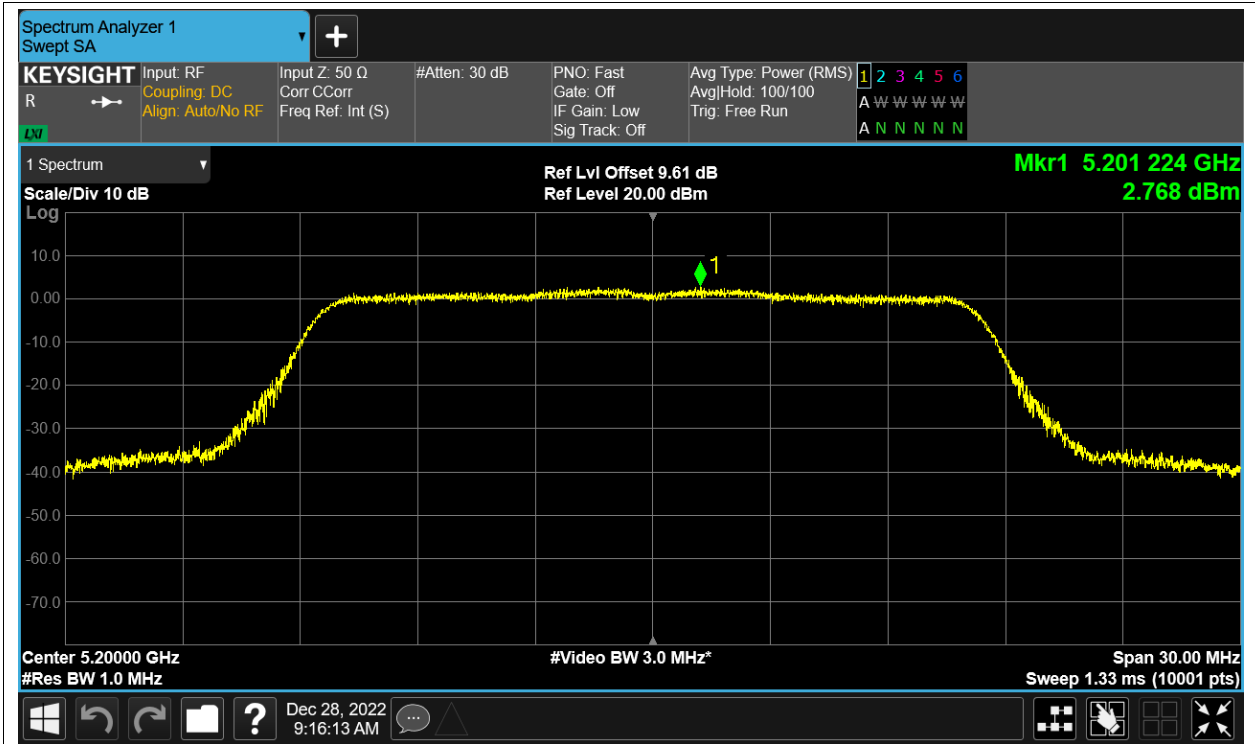 Spectrum Analyzer 1
Swept SA
▼
+
KEYSIGHT
R
LXI
Input: RF
Coupling: DC
Align: Auto/No RF
Input Z: 50 Ω
Corr CCorr
Freq Ref: Int (S)
#Atten: 30 dB
PNO: Fast
Gate: Off
IF Gain: Low
Sig Track: Off
Avg Type: Power (RMS)
Avg|Hold: 100/100
Trig: Free Run
1 2 3 4 5 6
A W W W W W
A N N N N N
1 Spectrum ▼
Scale/Div 10 dB
Log
Ref Lvl Offset 9.61 dB
Ref Level 20.00 dBm
Mkr1 5.201 224 GHz
2.768 dBm
1
10.0
0.00
-10.0
-20.0
-30.0
-40.0
-50.0
-60.0
-70.0
Center 5.20000 GHz
#Res BW 1.0 MHz
#Video BW 3.0 MHz*
Span 30.00 MHz
Sweep 1.33 ms (10001 pts)
?
Dec 28, 2022
9:16:13 AM